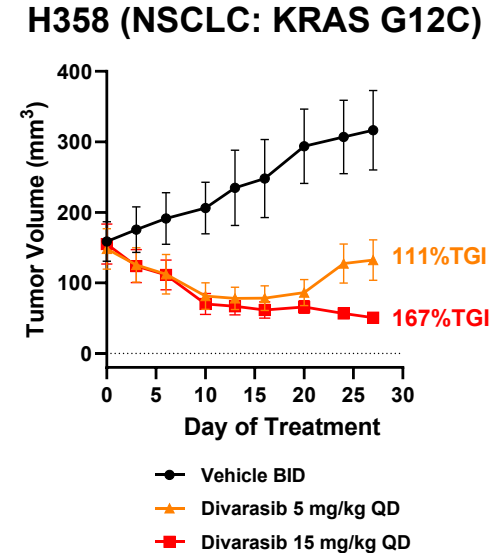 H358 (NSCLC: KRAS G12C)
Tumor Volume (mm³)
400
300
200
100
0
111%TGI
167%TGI
0 5 10 15 20 25 30
Day of Treatment
Vehicle BID
Divarasib 5 mg/kg QD
Divarasib 15 mg/kg QD